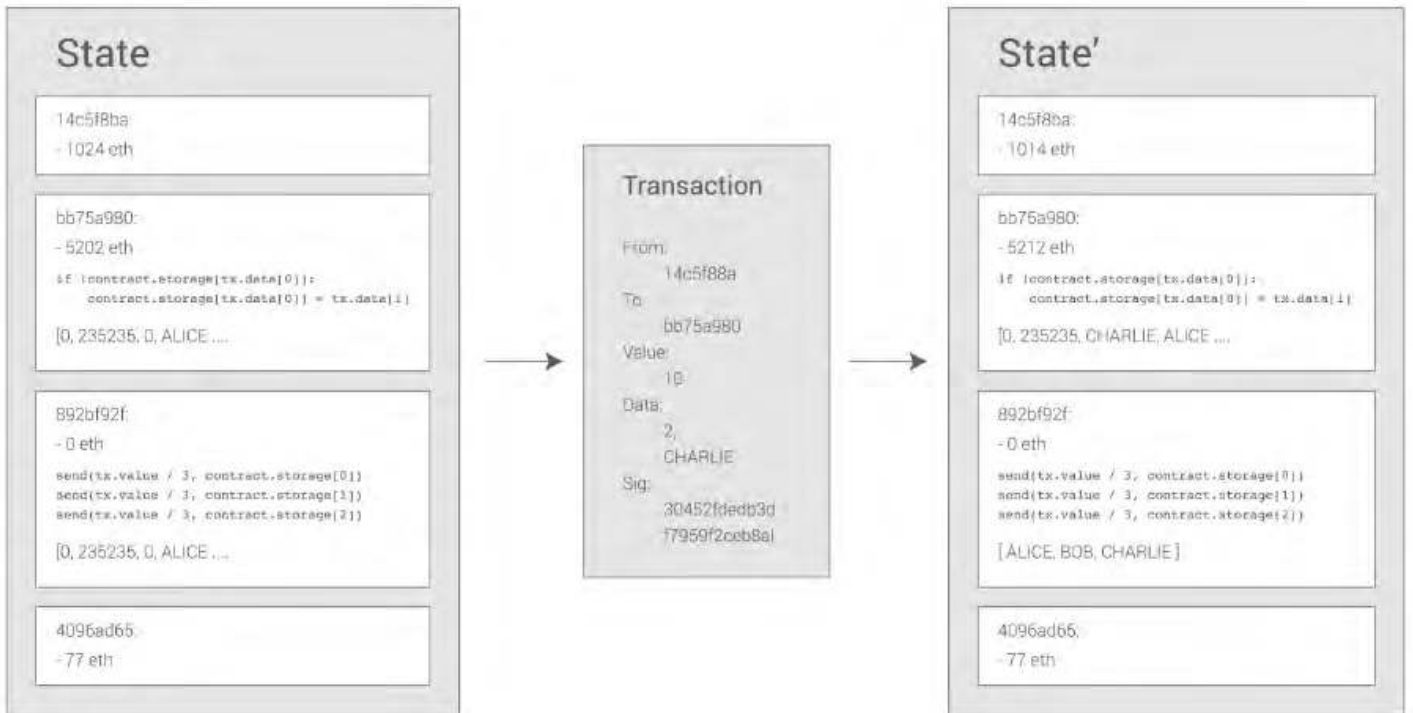 State
14c5f8ba:
- 1024 eth
bb75a980:
- 5202 eth
if !contract.storage[tx.data[0]]:
contract.storage[tx.data[0]] = tx.data[1]
[0, 235235, 0, ALICE ....
892bf92f:
- 0 eth
send(tx.value / 3, contract.storage[0])
send(tx.value / 3, contract.storage[1])
send(tx.value / 3, contract.storage[2])
[0, 235235, 0, ALICE ....
4096ad65:
- 77 eth
Transaction
From:
14c5f88a
To:
bb75a980
Value:
10
Data:
2,
CHARLIE
Sig:
30452fdedb3d
f7959f2ceb8a1
State'
14c5f8ba:
- 1014 eth
bb75a980:
- 5212 eth
if !contract.storage[tx.data[0]]:
contract.storage[tx.data[0]] = tx.data[1]
[0, 235235, CHARLIE, ALICE ....
892bf92f:
- 0 eth
send(tx.value / 3, contract.storage[0])
send(tx.value / 3, contract.storage[1])
send(tx.value / 3, contract.storage[2])
[ ALICE, BOB, CHARLIE ]
4096ad65:
- 77 eth